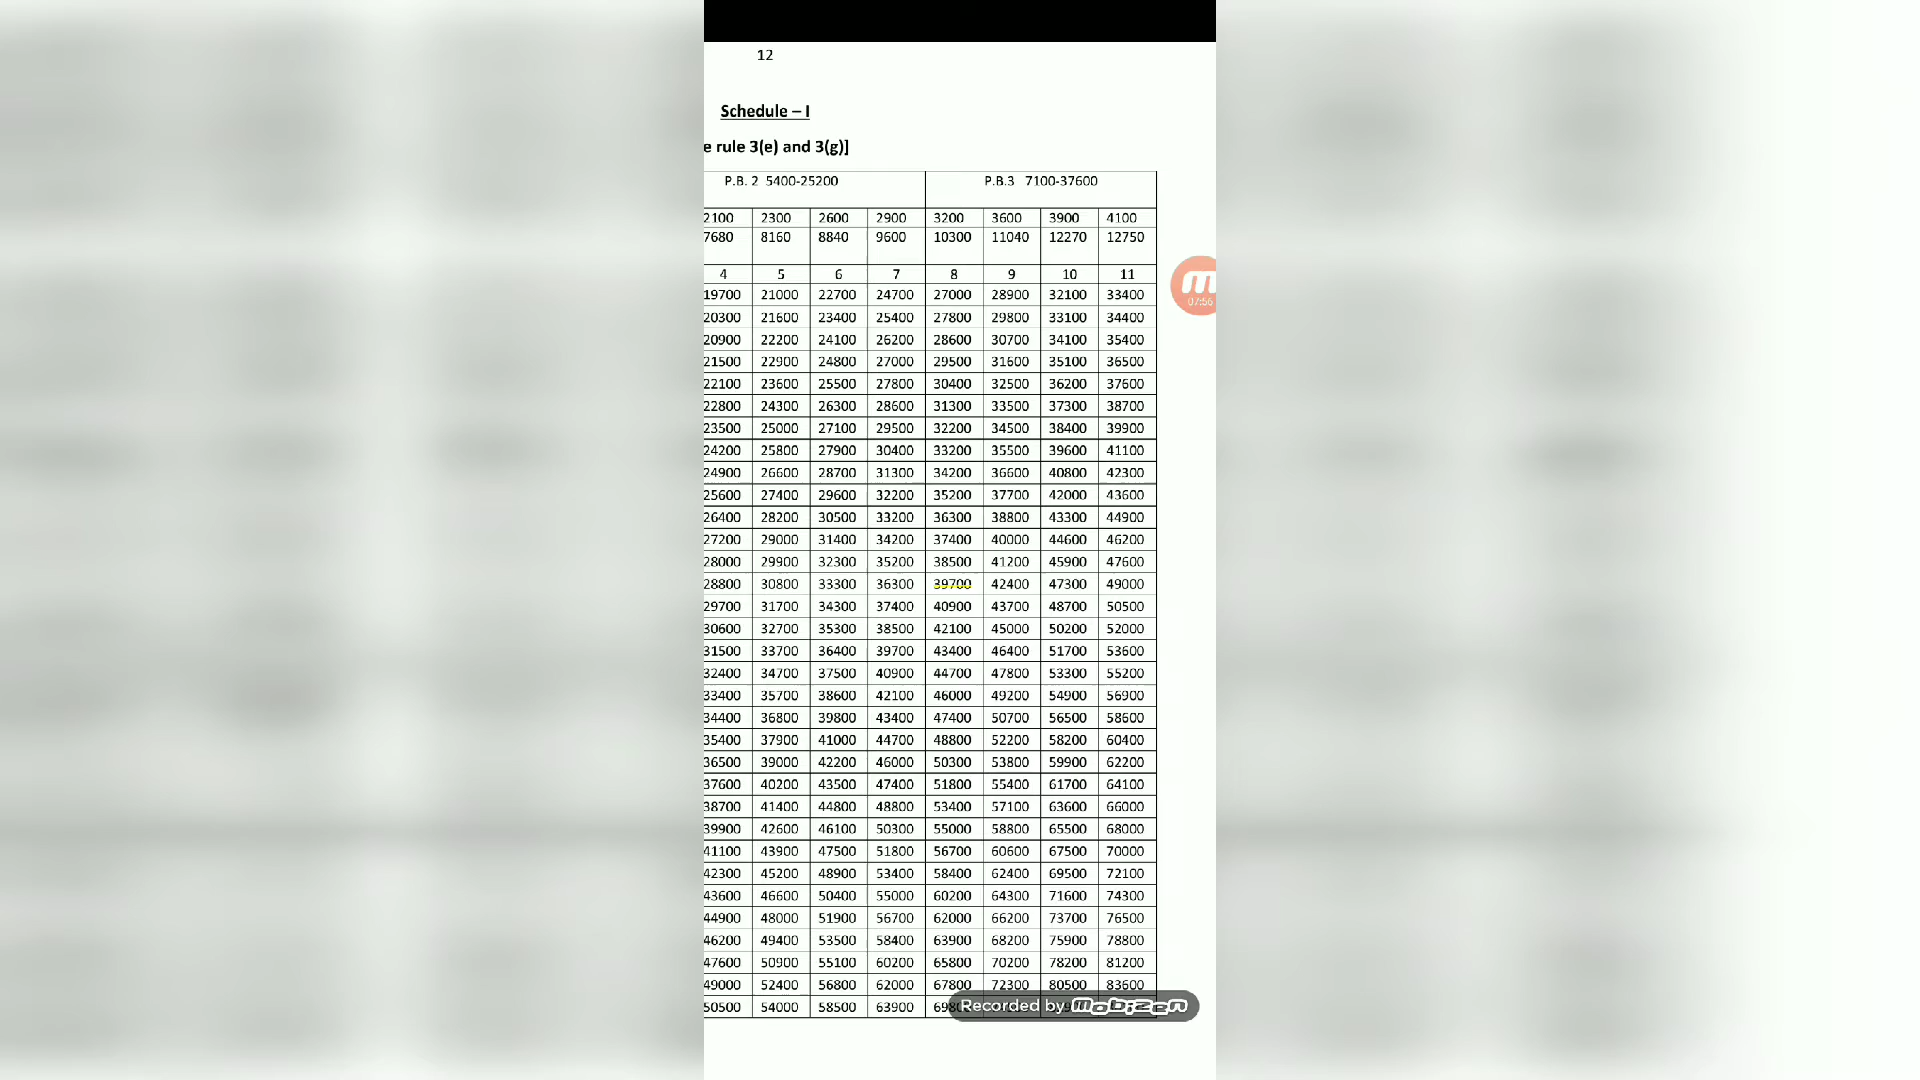 12
Schedule – I
e rule 3(e) and 3(g)]
P.B. 2 5400-25200 P.B.3 7100-37600
2100 2300 2600 2900 3200 3600 3900 4100
7680 8160 8840 9600 10300 11040 12270 12750
4 5 6 7 8 9 10 11
19700 21000 22700 24700 27000 28900 32100 33400
20300 21600 23400 25400 27800 29800 33100 34400
20900 22200 24100 26200 28600 30700 34100 35400
21500 22900 24800 27000 29500 31600 35100 36500
22100 23600 25500 27800 30400 32500 36200 37600
22800 24300 26300 28600 31300 33500 37300 38700
23500 25000 27100 29500 32200 34500 38400 39900
24200 25800 27900 30400 33200 35500 39600 41100
24900 26600 28700 31300 34200 36600 40800 42300
25600 27400 29600 32200 35200 37700 42000 43600
26400 28200 30500 33200 36300 38800 43300 44900
27200 29000 31400 34200 37400 40000 44600 46200
28000 29900 32300 35200 38500 41200 45900 47600
28800 30800 33300 36300 39700 42400 47300 49000
29700 31700 34300 37400 40900 43700 48700 50500
30600 32700 35300 38500 42100 45000 50200 52000
31500 33700 36400 39700 43400 46400 51700 53600
32400 34700 37500 40900 44700 47800 53300 55200
33400 35700 38600 42100 46000 49200 54900 56900
34400 36800 39800 43400 47400 50700 56500 58600
35400 37900 41000 44700 48800 52200 58200 60400
36500 39000 42200 46000 50300 53800 59900 62200
37600 40200 43500 47400 51800 55400 61700 64100
38700 41400 44800 48800 53400 57100 63600 66000
39900 42600 46100 50300 55000 58800 65500 68000
41100 43900 47500 51800 56700 60600 67500 70000
42300 45200 48900 53400 58400 62400 69500 72100
43600 46600 50400 55000 60200 64300 71600 74300
44900 48000 51900 56700 62000 66200 73700 76500
46200 49400 53500 58400 63900 68200 75900 78800
47600 50900 55100 60200 65800 70200 78200 81200
49000 52400 56800 62000 67800 72300 80500 83600
50500 54000 58500 63900
07:56
Recorded by mobizen